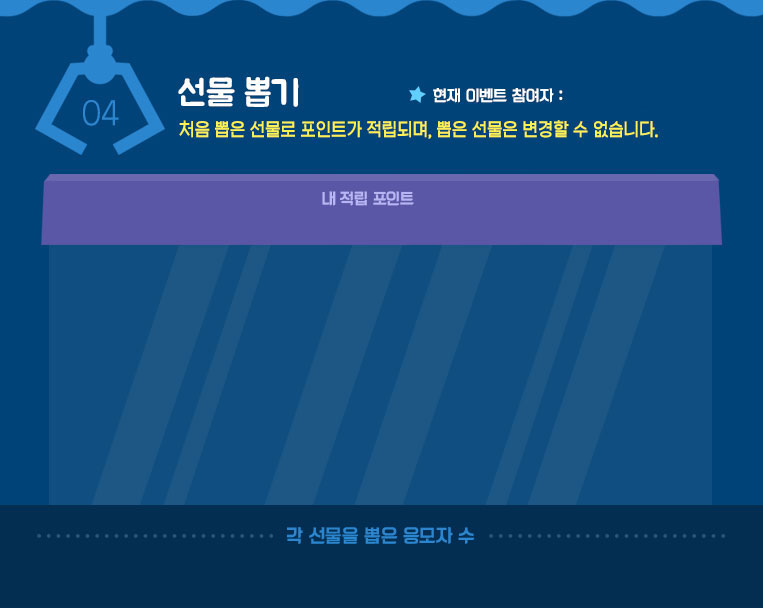 04
선물 뽑기
현재 이벤트 참여자 :
처음 뽑은 선물로 포인트가 적립되며, 뽑은 선물은 변경할 수 없습니다.
내 적립 포인트
각 선물을 뽑은 응모자 수